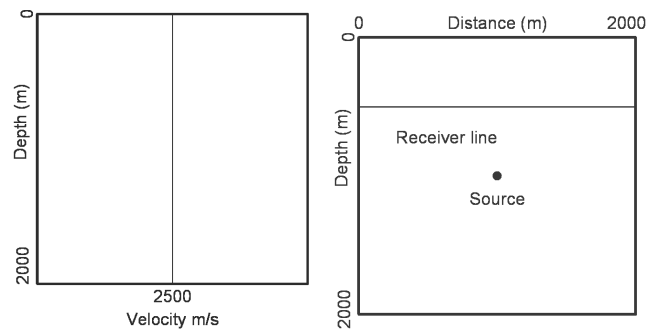 0
Depth (m)
2000
2500
Velocity m/s
0 Distance (m) 2000
0
Depth (m)
Receiver line
Source
2000